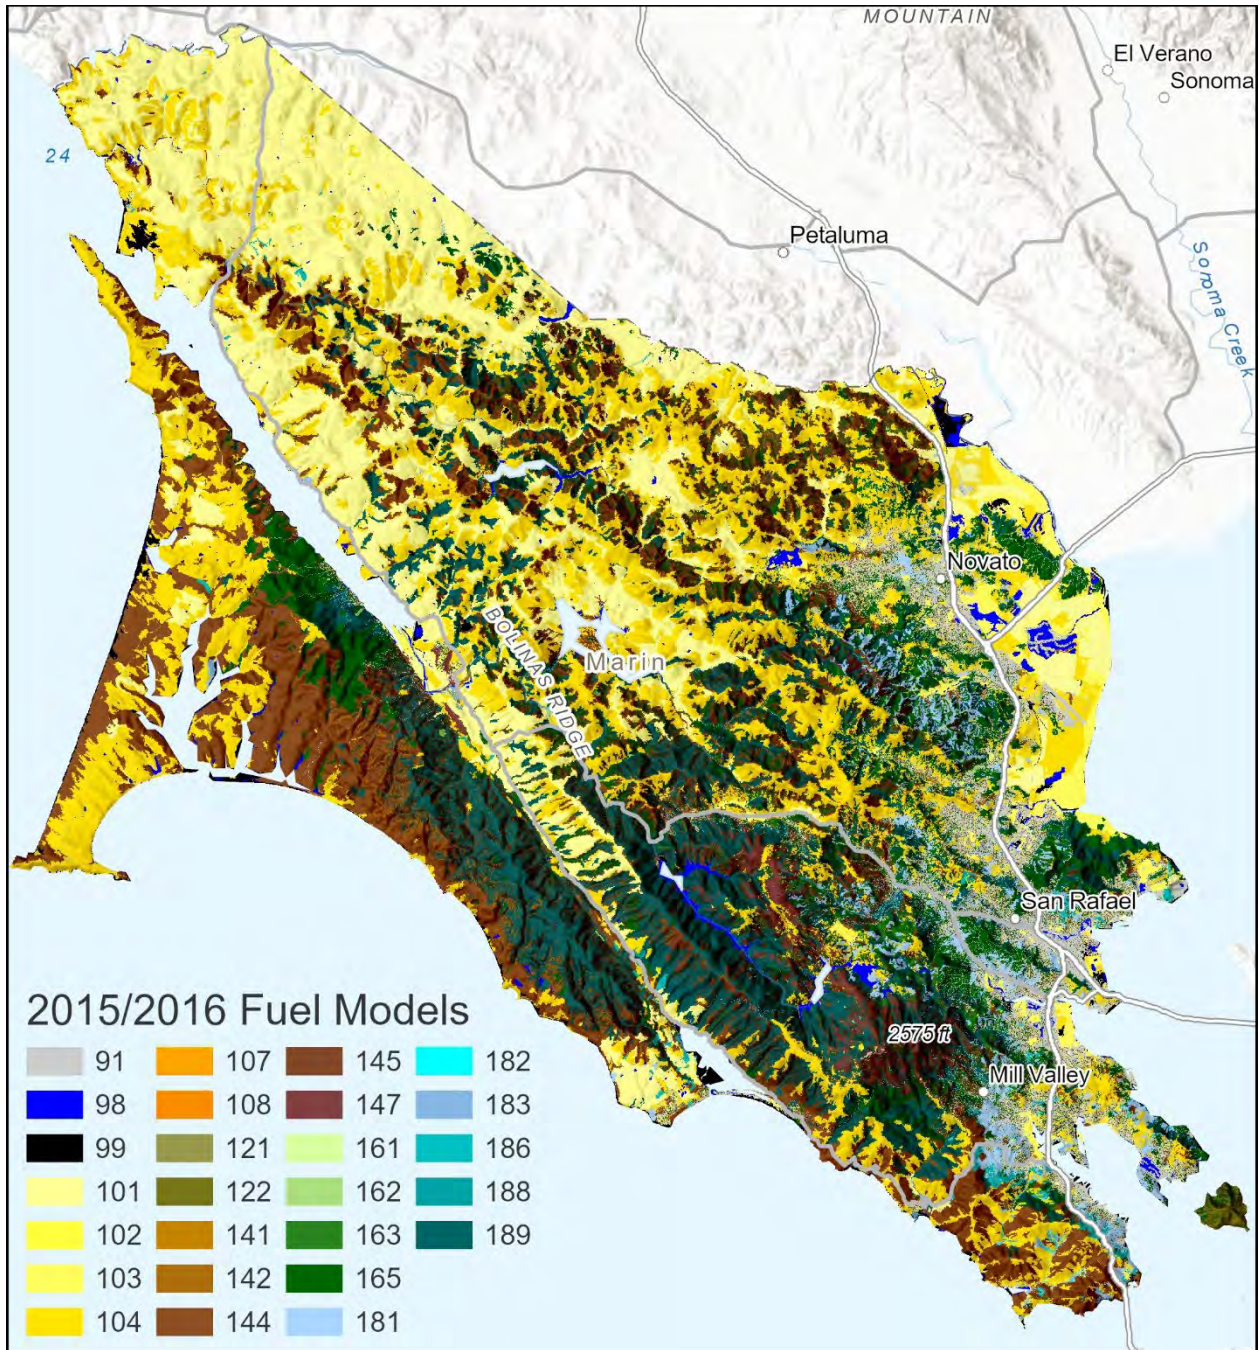 MOUNTAIN
El Verano
Sonoma
24
Petaluma
Sonoma Creek
Novato
BOLINAS RIDGE
Marin
San Rafael
2575 ft
Mill Valley
2015/2016 Fuel Models
91 107 145 182
98 108 147 183
99 121 161 186
101 122 162 188
102 141 163 189
103 142 165
104 144 181